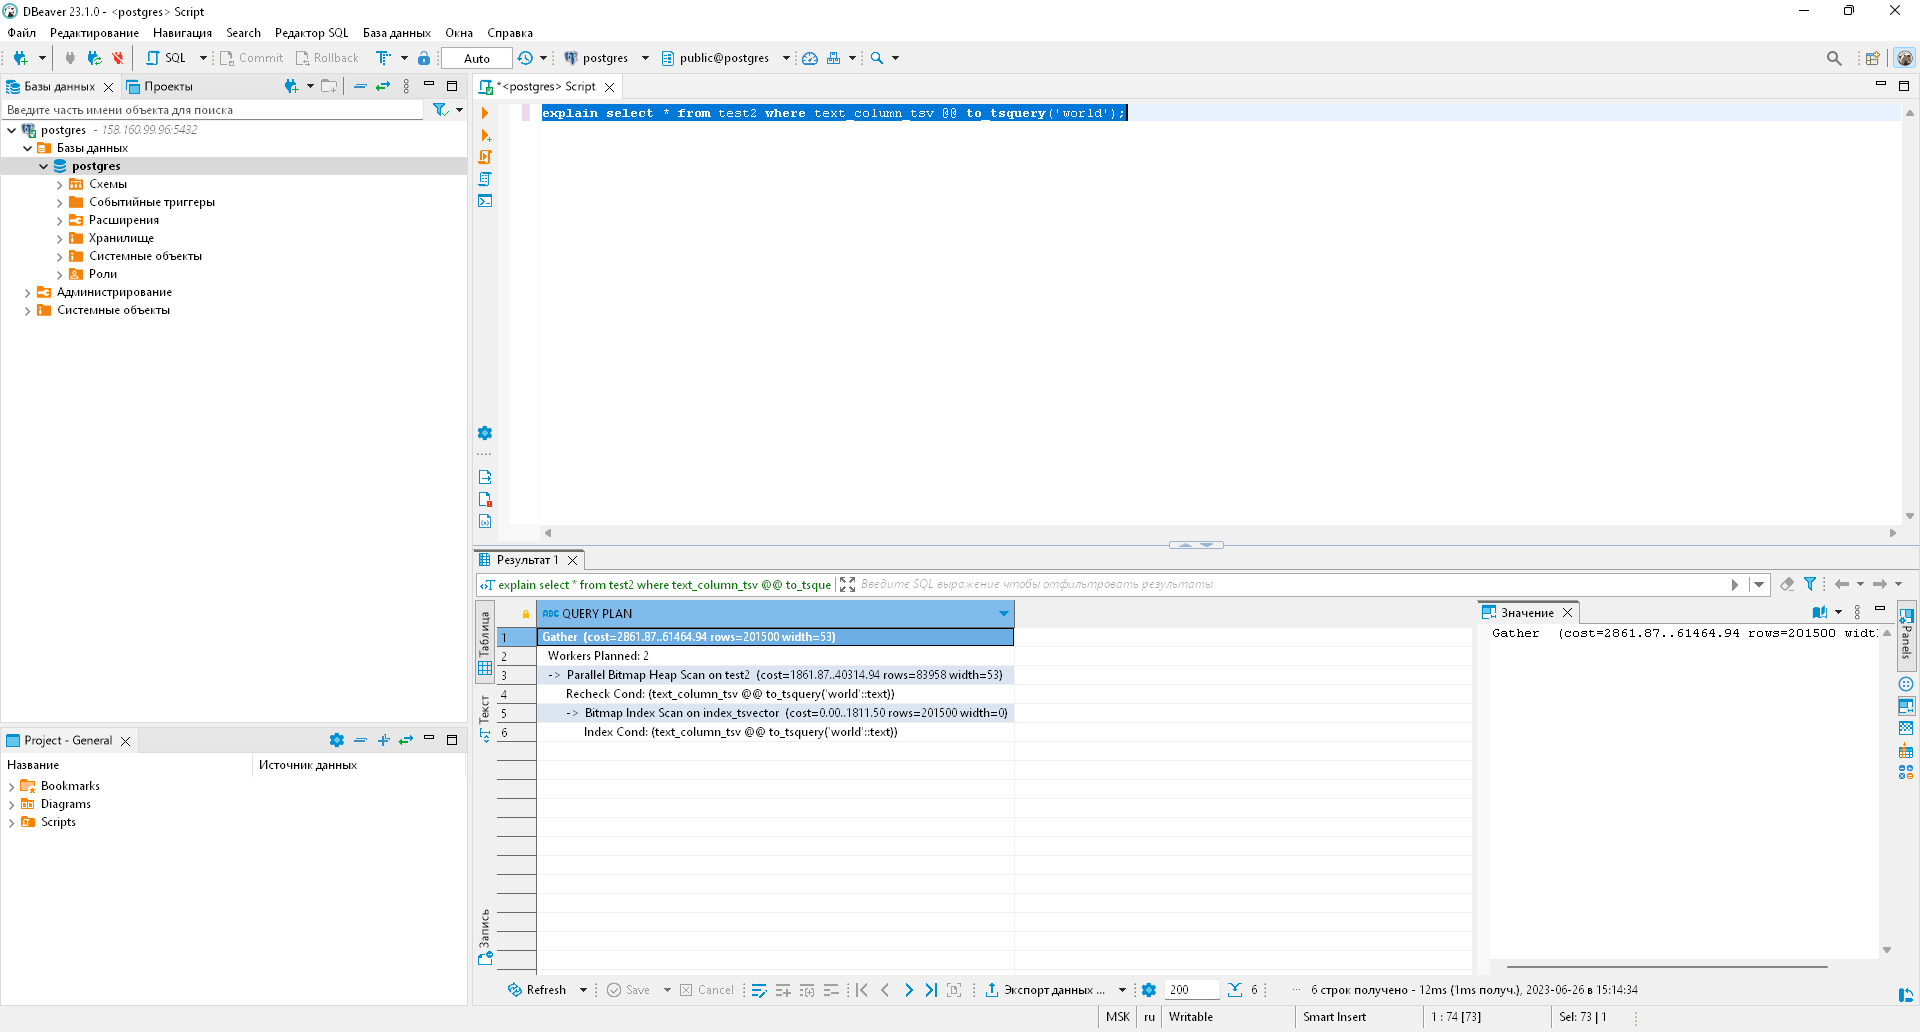 DBeaver 23.1.0 - <postgres> Script
Файл Редактирование Навигация Search Редактор SQL База данных Окна Справка
SQL Commit Rollback Auto postgres public@postgres
Базы данных Проекты
Введите часть имени объекта для поиска
postgres - 158.160.99.96:5432
Базы данных
postgres
Схемы
Событийные триггеры
Расширения
Хранилище
Системные объекты
Роли
Администрирование
Системные объекты
Project - General
Название Источник данных
Bookmarks
Diagrams
Scripts
*<postgres> Script
explain select * from test2 where text_column_tsv @@ to_tsquery('world');
Результат 1
explain select * from test2 where text_column_tsv @@ to_tsque Введите SQL выражение чтобы отфильтровать результаты
Таблица
Текст
Запись
ABC QUERY PLAN
1 Gather (cost=2861.87..61464.94 rows=201500 width=53)
2 Workers Planned: 2
3 -> Parallel Bitmap Heap Scan on test2 (cost=1861.87..40314.94 rows=83958 width=53)
4 Recheck Cond: (text_column_tsv @@ to_tsquery('world'::text))
5 -> Bitmap Index Scan on index_tsvector (cost=0.00..1811.50 rows=201500 width=0)
6 Index Cond: (text_column_tsv @@ to_tsquery('world'::text))
Значение
Gather (cost=2861.87..61464.94 rows=201500 widt
Panels
Refresh Save Cancel Экспорт данных ... 200 6 6 строк получено - 12ms (1ms получ.), 2023-06-26 в 15:14:34
MSK ru Writable Smart Insert 1 : 74 [73] Sel: 73 | 1